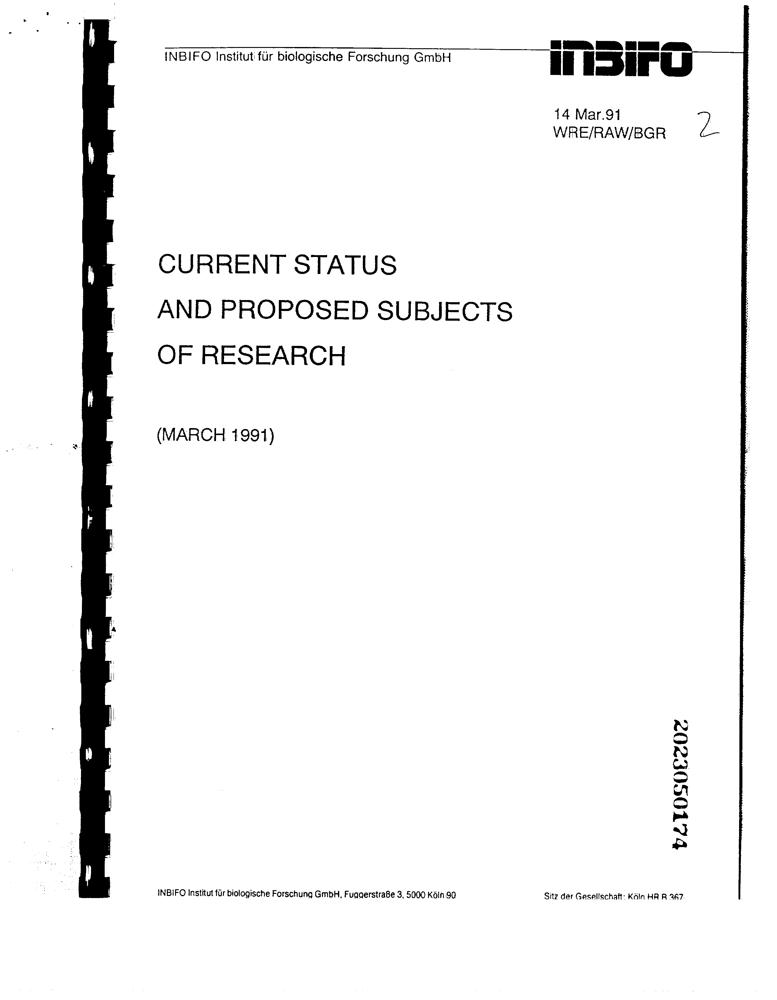 INBIFO Institut für biologische Forschung GmbH
INBIFO
14 Mar.91
WRE/RAW/BGR
2
CURRENT STATUS
AND PROPOSED SUBJECTS
OF RESEARCH
(MARCH 1991)
2023050174
INBIFO Institut für biologische Forschung GmbH, Fuggerstraße 3, 5000 Köln 90
Sitz der Gesellschaft: Köln HR B 367